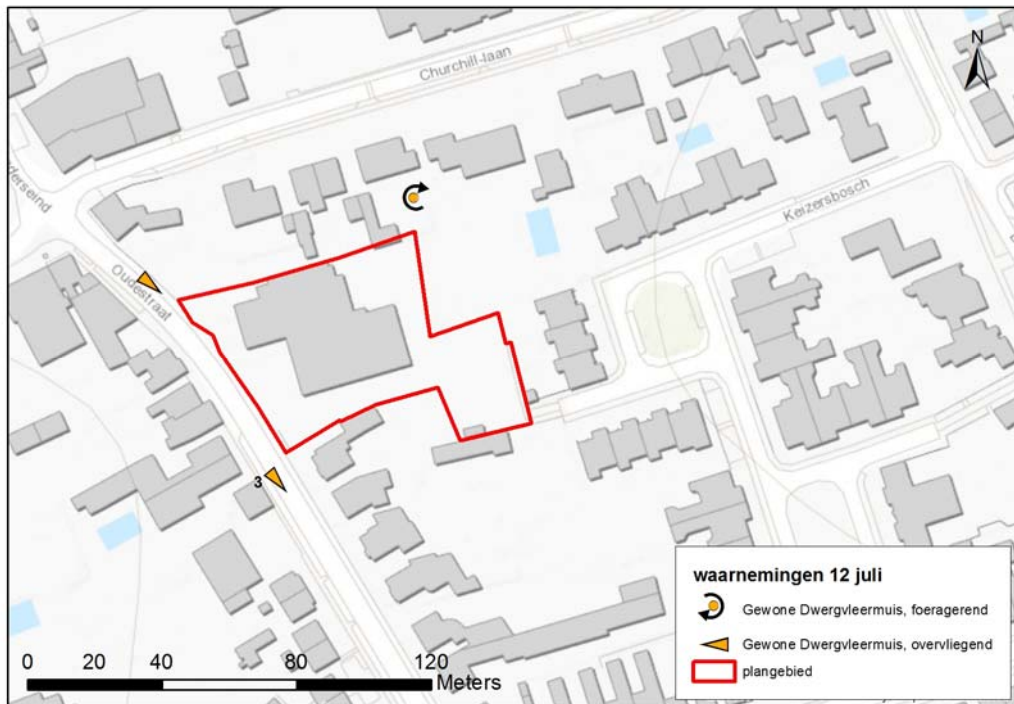 N
Churchill-laan
derseind
Keizersbosch
Oudestraat
3
waarnemingen 12 juli
Gewone Dwergvleermuis, foeragerend
Gewone Dwergvleermuis, overvliegend
plangebied
0 20 40 80 120
Meters